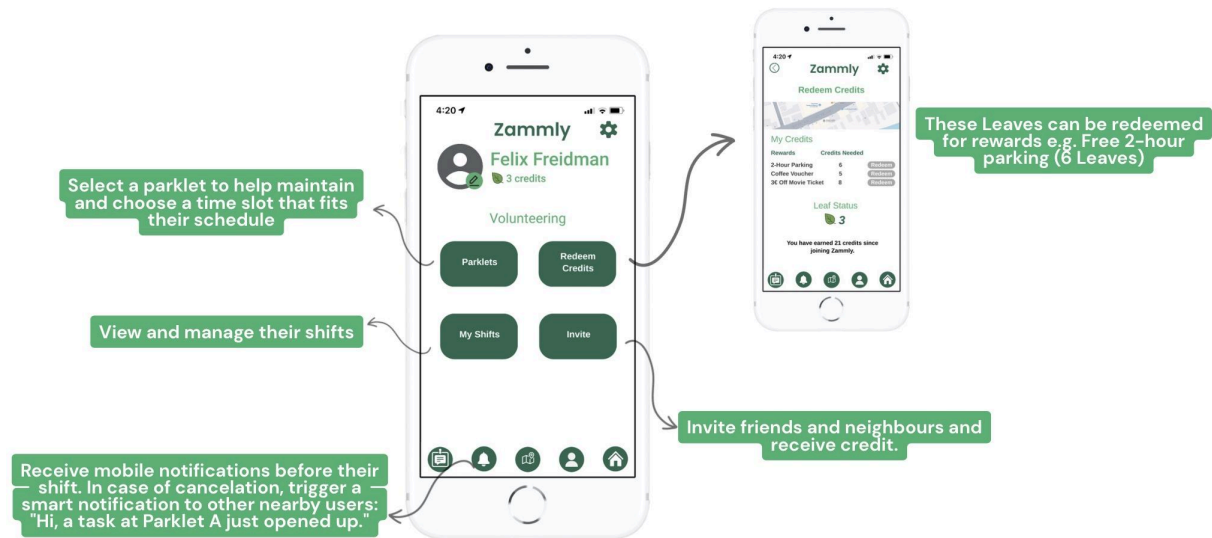 4:20
Zammly
Felix Freidman
3 credits
Volunteering
Parklets
Redeem
Credits
My Shifts
Invite
Select a parklet to help maintain
and choose a time slot that fits
their schedule
View and manage their shifts
Receive mobile notifications before their
shift. In case of cancelation, trigger a
smart notification to other nearby users:
"Hi, a task at Parklet A just opened up."
4:20
Zammly
Redeem Credits
My Credits
Rewards Credits Needed
2-Hour Parking 6 Redeem
Coffee Voucher 5 Redeem
3€ Off Movie Ticket 8 Redeem
Leaf Status
3
You have earned 21 credits since
joining Zammly.
These Leaves can be redeemed
for rewards e.g. Free 2-hour
parking (6 Leaves)
Invite friends and neighbours and
receive credit.